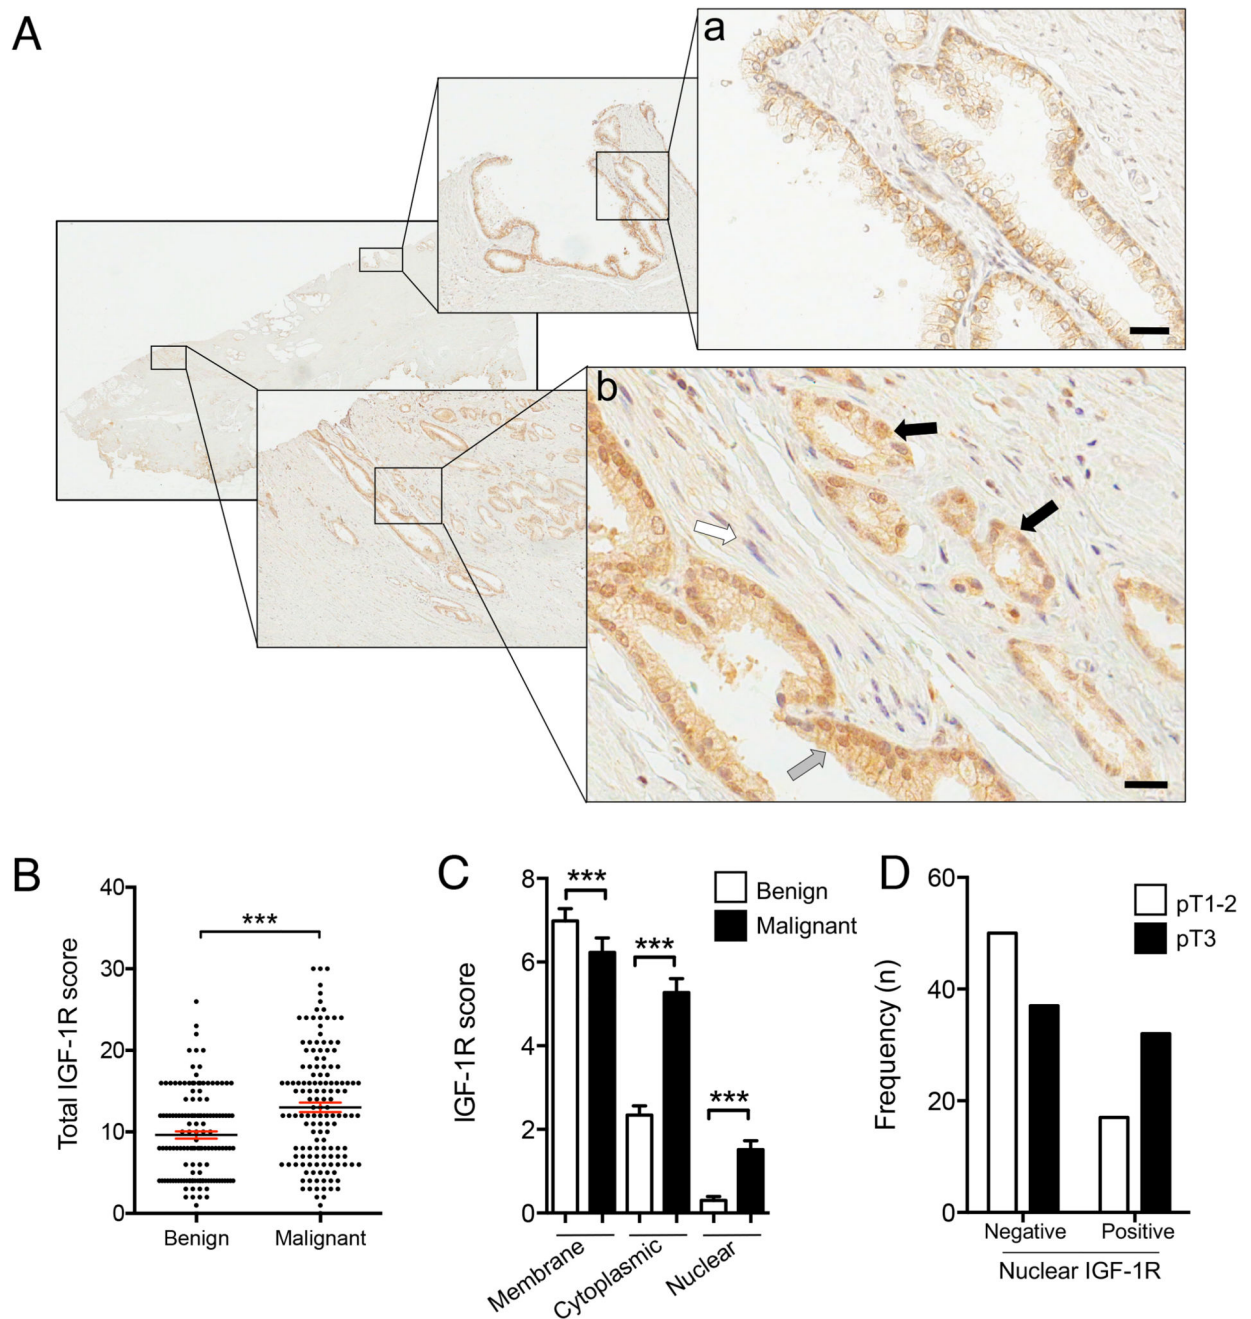 A
a
b
B
Total IGF-1R score
40
30
20
10
0
***
Benign
Malignant
C
IGF-1R score
8
6
4
2
0
***
***
***
Benign
Malignant
Membrane
Cytoplasmic
Nuclear
D
Frequency (n)
60
40
20
0
pT1-2
pT3
Negative
Positive
Nuclear IGF-1R